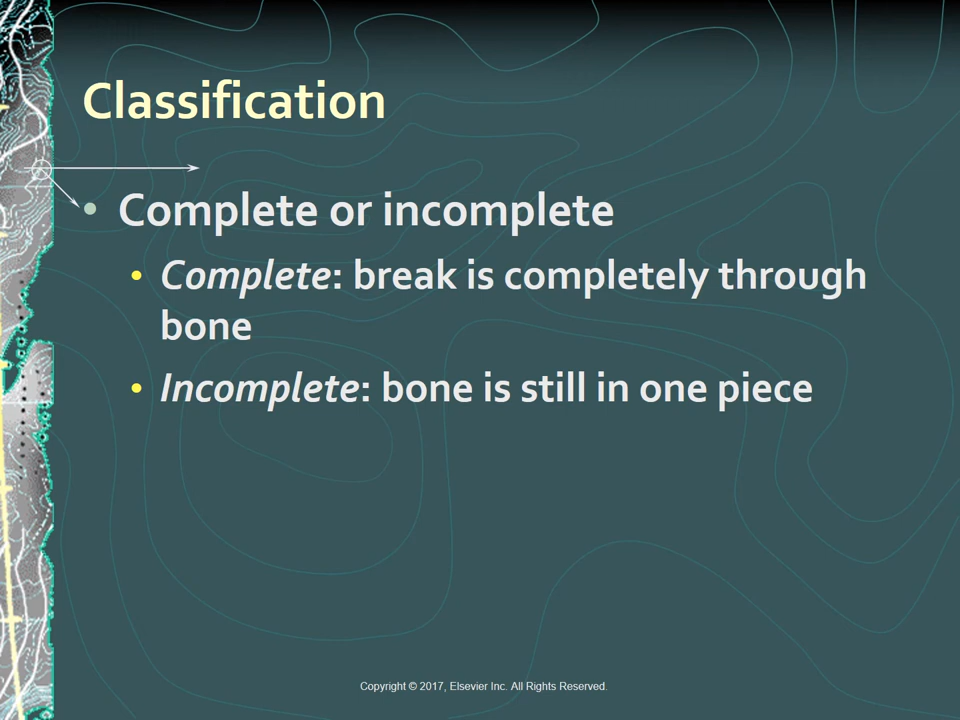 Classification
• Complete or incomplete
• Complete: break is completely through
bone
• Incomplete: bone is still in one piece
Copyright © 2017, Elsevier Inc. All Rights Reserved.